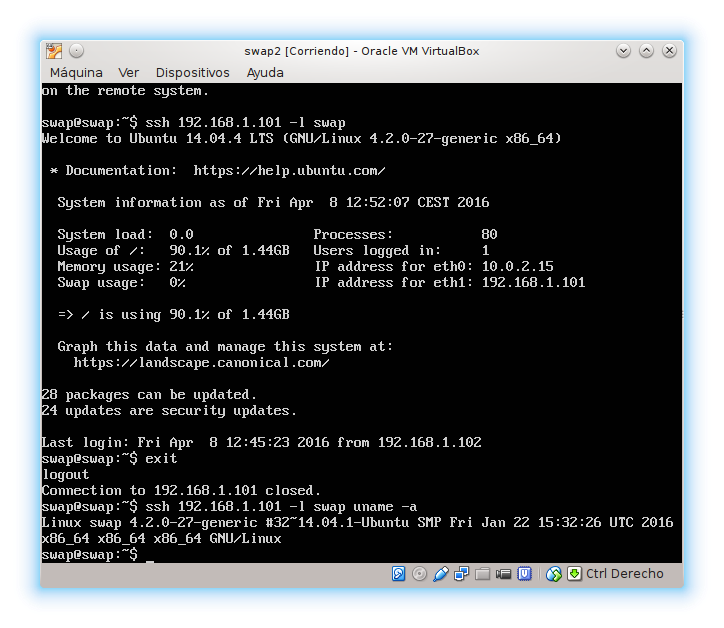 swap2 [Corriendo] - Oracle VM VirtualBox
Máquina Ver Dispositivos Ayuda
on the remote system.
swap@swap:~$ ssh 192.168.1.101 -l swap
Welcome to Ubuntu 14.04.4 LTS (GNU/Linux 4.2.0-27-generic x86_64)
* Documentation:  https://help.ubuntu.com/
System information as of Fri Apr  8 12:52:07 CEST 2016
System load:  0.0               Processes:           80
Usage of /:   90.1% of 1.44GB   Users logged in:     1
Memory usage: 21%               IP address for eth0: 10.0.2.15
Swap usage:   0%                IP address for eth1: 192.168.1.101
=> / is using 90.1% of 1.44GB
Graph this data and manage this system at:
https://landscape.canonical.com/
28 packages can be updated.
24 updates are security updates.
Last login: Fri Apr  8 12:45:23 2016 from 192.168.1.102
swap@swap:~$ exit
logout
Connection to 192.168.1.101 closed.
swap@swap:~$ ssh 192.168.1.101 -l swap uname -a
Linux swap 4.2.0-27-generic #32~14.04.1-Ubuntu SMP Fri Jan 22 15:32:26 UTC 2016
x86_64 x86_64 x86_64 GNU/Linux
swap@swap:~$ _
Ctrl Derecho